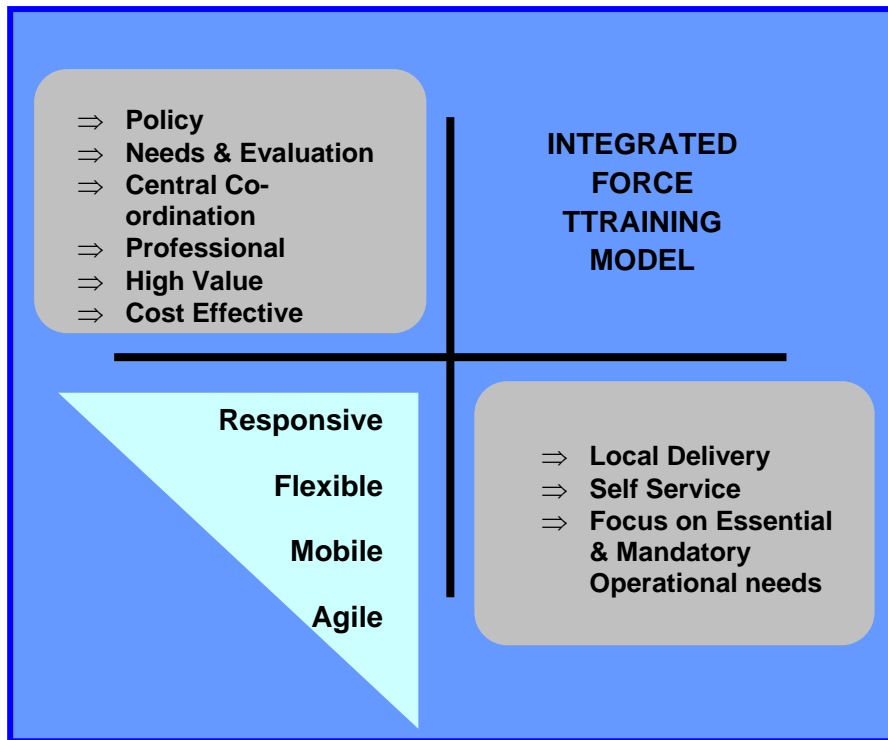 ⇒ Policy
⇒ Needs & Evaluation
⇒ Central Co-
ordination
⇒ Professional
⇒ High Value
⇒ Cost Effective
INTEGRATED
FORCE
TTRAINING
MODEL
Responsive
Flexible
Mobile
Agile
⇒ Local Delivery
⇒ Self Service
⇒ Focus on Essential
& Mandatory
Operational needs